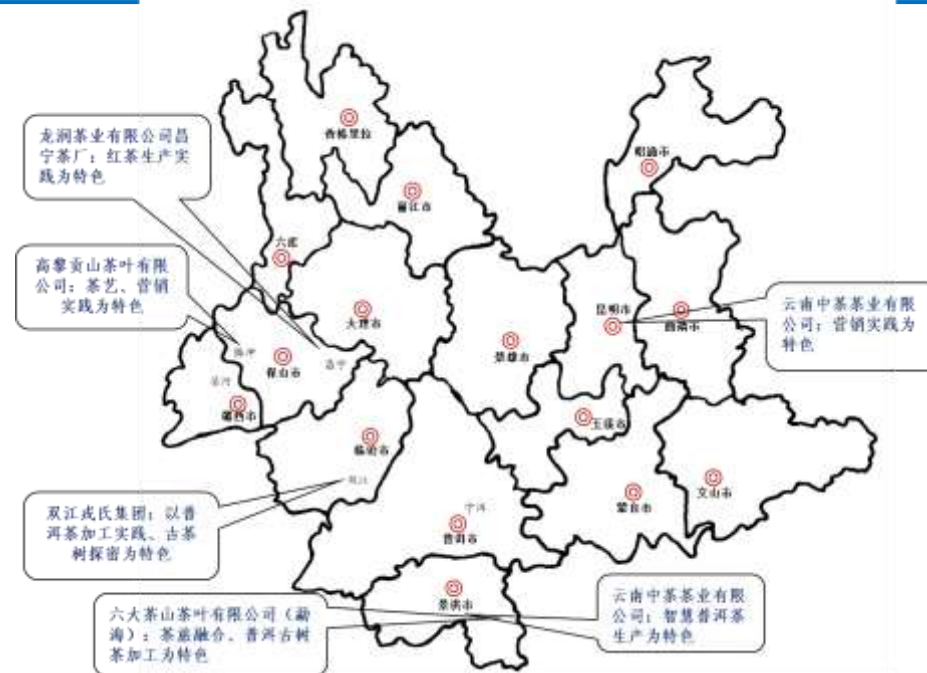 香格里拉
昭通市
丽江市
龙润茶业有限公司昌
宁茶厂：红茶生产实
践为特色
六库
高黎贡山茶叶有限
公司：茶艺、营销
实践为特色
大理市
昆明市
曲靖市
楚雄市
云南中茶茶业有限
公司：营销实践为
特色
腾冲
保山市
昌宁
芒市
潞西市
玉溪市
临沧市
双江
文山市
蒙自市
双江戎氏集团：以普
洱茶加工实践、古茶
树探密为特色
宁洱
普洱市
景洪市
六大茶山茶叶有限公司（勐
海）：茶旅融合、普洱古树
茶加工为特色
云南中茶茶业有限
公司：智慧普洱茶
生产为特色